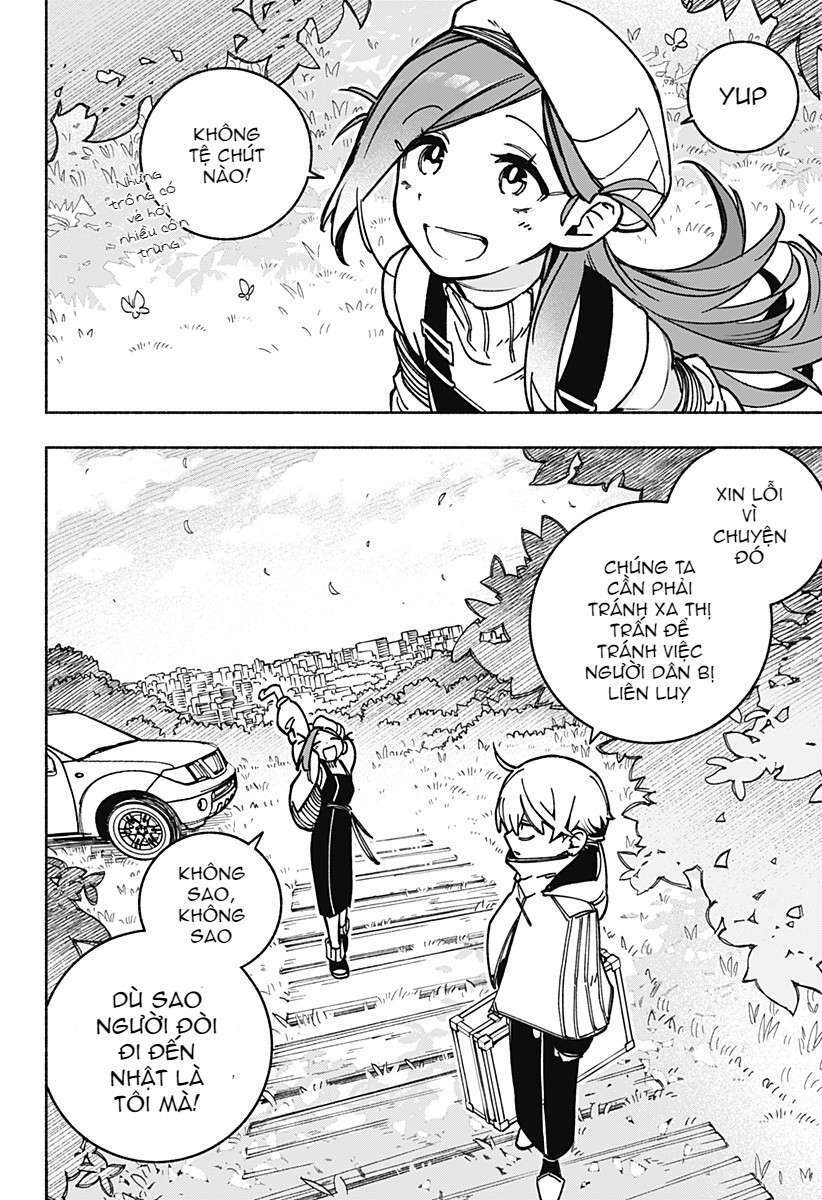 YUP
KHÔNG
TỆ CHÚT
NÀO!
Nhưng
trông có
vẻ hơi
nhiều côn
trùng
XIN LỖI
VÌ
CHUYỆN
ĐÓ
CHÚNG TA
CẦN PHẢI
TRÁNH XA THỊ
TRẤN ĐỂ
TRÁNH VIỆC
NGƯỜI DÂN BỊ
LIÊN LUỴ
KHÔNG
SAO,
KHÔNG
SAO
DÙ SAO
NGƯỜI ĐÒI
ĐI ĐẾN
NHẬT LÀ
TÔI MÀ!